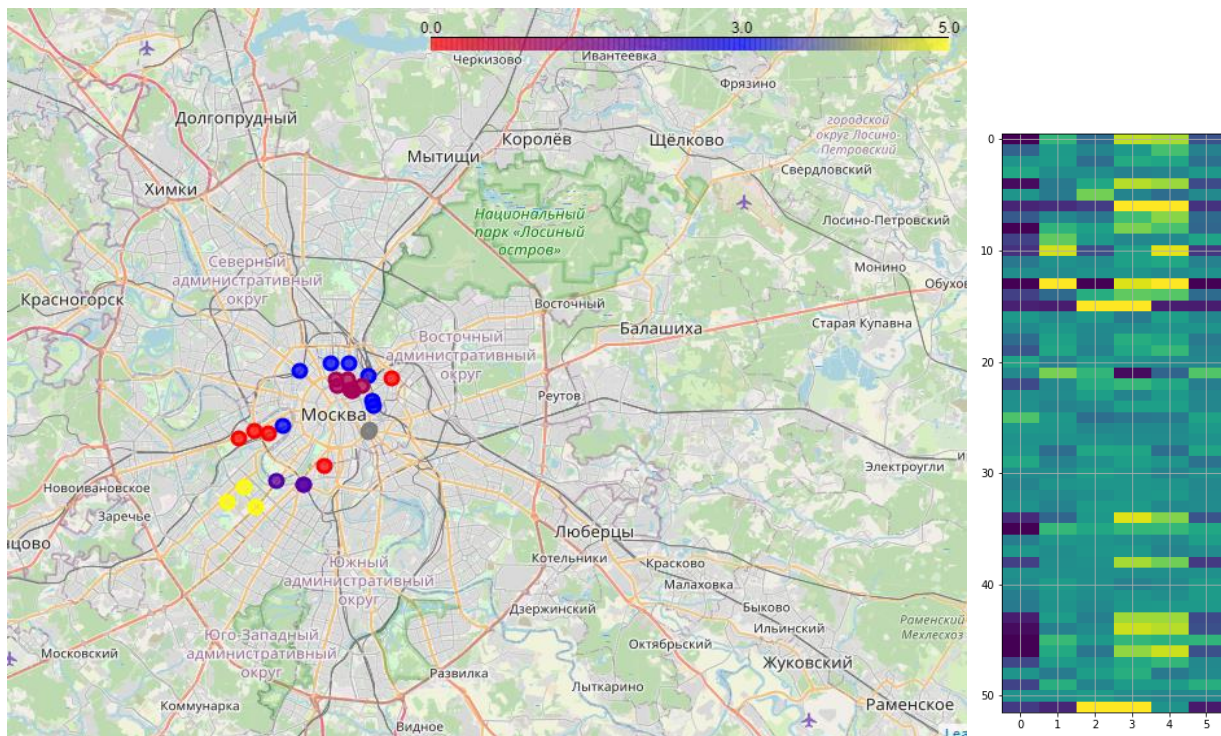 0.0 3.0 5.0
Черкизово
Ивантеевка
Фрязино
Долгопрудный
городской
округ Лосино-
Петровский
Королёв
Щёлково
Мытищи
Свердловский
Химки
Национальный
парк «Лосиный
остров»
Лосино-Петровский
Северный
административный
округ
Монино
Обухов
Красногорск
Восточный
Балашиха
Старая Купавна
Восточный
административный
округ
Реутов
Москва
Электроугли
Новоивановское
Заречье
нцово
Люберцы
Котельники
Красково
Южный
административный
округ
Малаховка
Дзержинский
Быково
Раменский
Мехлесхоз
Ильинский
Юго-Западный
административный
округ
Октябрьский
Московский
Жуковский
Развилка
Лыткарино
Коммунарка
Раменское
Видное
Lea
0
10
20
30
40
50
0 1 2 3 4 5